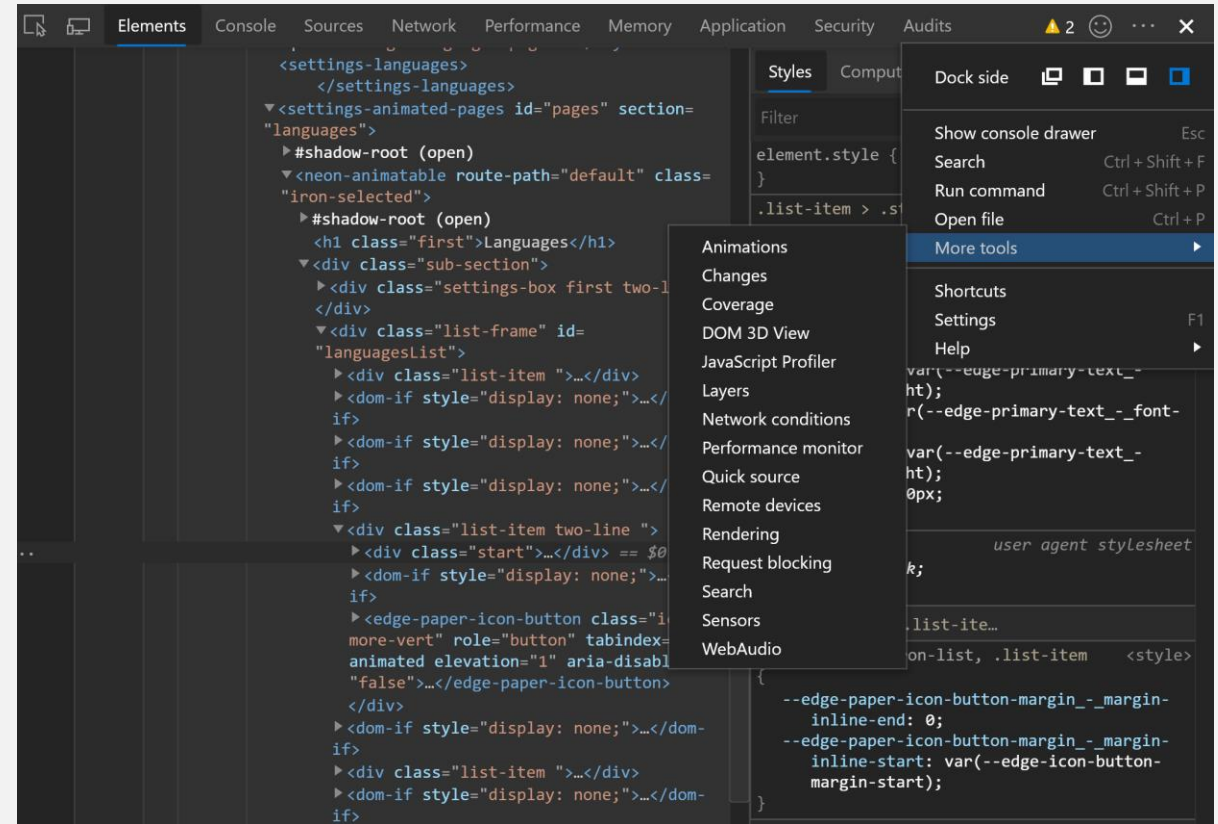 Elements Console Sources Network Performance Memory Application Security Audits 2
<settings-languages>
</settings-languages>
<settings-animated-pages id="pages" section=
"languages">
#shadow-root (open)
<neon-animatable route-path="default" class=
"iron-selected">
#shadow-root (open)
<h1 class="first">Languages</h1>
<div class="sub-section">
<div class="settings-box first two-l
</div>
<div class="list-frame" id=
"languagesList">
<div class="list-item ">…</div>
<dom-if style="display: none;">…</
if>
<dom-if style="display: none;">…</
if>
<dom-if style="display: none;">…</
if>
<div class="list-item two-line ">
<div class="start">…</div> == $0
<dom-if style="display: none;">…
if>
<edge-paper-icon-button class="i
more-vert" role="button" tabindex=
animated elevation="1" aria-disabl
"false">…</edge-paper-icon-button>
</div>
<dom-if style="display: none;">…</dom-
if>
<div class="list-item ">…</div>
<dom-if style="display: none;">…</dom-
if>
Styles Comput
Filter
element.style {
}
.list-item > .st
Dock side
Show console drawer Esc
Search Ctrl + Shift + F
Run command Ctrl + Shift + P
Open file Ctrl + P
More tools
Shortcuts
Settings F1
Help
Animations
Changes
Coverage
DOM 3D View
JavaScript Profiler
Layers
Network conditions
Performance monitor
Quick source
Remote devices
Rendering
Request blocking
Search
Sensors
WebAudio
var(--edge-primary-text_-
ht);
r(--edge-primary-text_-_font-
var(--edge-primary-text_-
ht);
0px;
user agent stylesheet
k;
.list-ite…
on-list, .list-item <style>
{
--edge-paper-icon-button-margin_-_margin-
inline-end: 0;
--edge-paper-icon-button-margin_-_margin-
inline-start: var(--edge-icon-button-
margin-start);
}